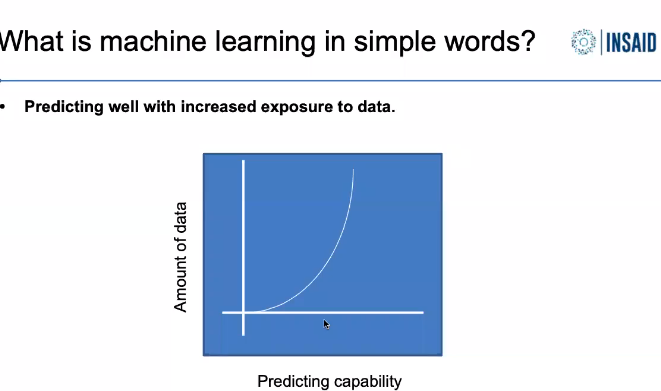 What is machine learning in simple words?
INSAID
• Predicting well with increased exposure to data.
Amount of data
Predicting capability